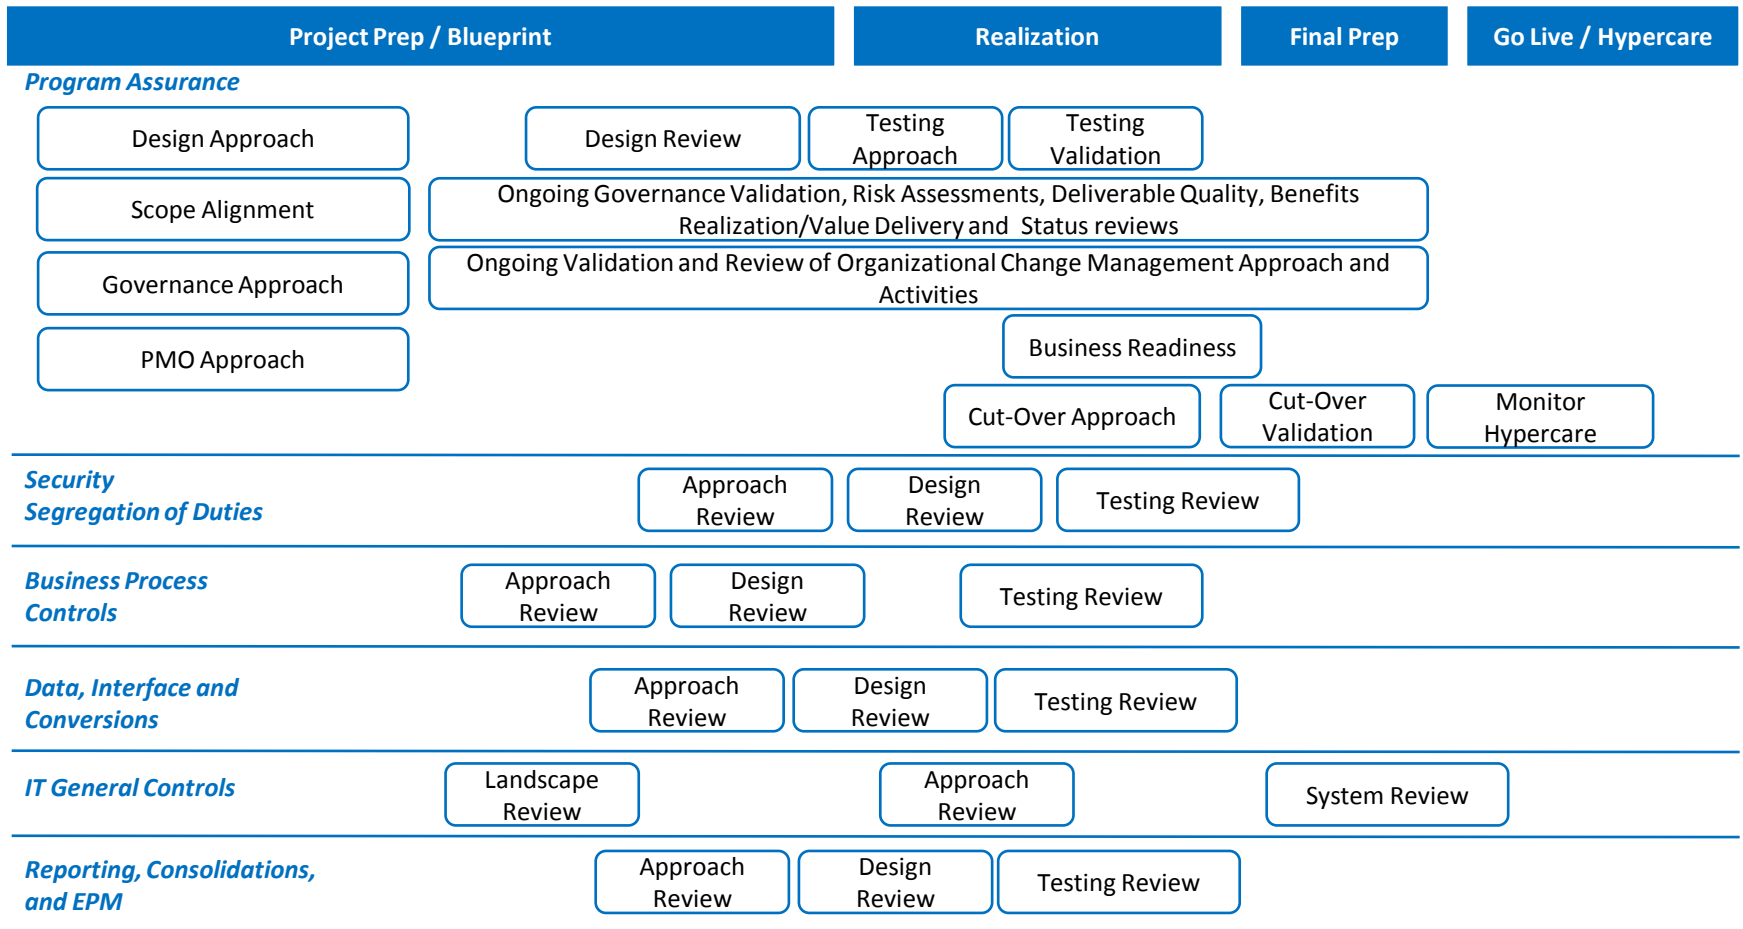 Project Prep / Blueprint
Realization
Final Prep
Go Live / Hypercare
Program Assurance
Design Approach
Design Review
Testing
Approach
Testing
Validation
Scope Alignment
Ongoing Governance Validation, Risk Assessments, Deliverable Quality, Benefits
Realization/Value Delivery and Status reviews
Governance Approach
Ongoing Validation and Review of Organizational Change Management Approach and
Activities
PMO Approach
Business Readiness
Cut-Over Approach
Cut-Over
Validation
Monitor
Hypercare
Security
Segregation of Duties
Approach
Review
Design
Review
Testing Review
Business Process
Controls
Approach
Review
Design
Review
Testing Review
Data, Interface and
Conversions
Approach
Review
Design
Review
Testing Review
IT General Controls
Landscape
Review
Approach
Review
System Review
Reporting, Consolidations,
and EPM
Approach
Review
Design
Review
Testing Review